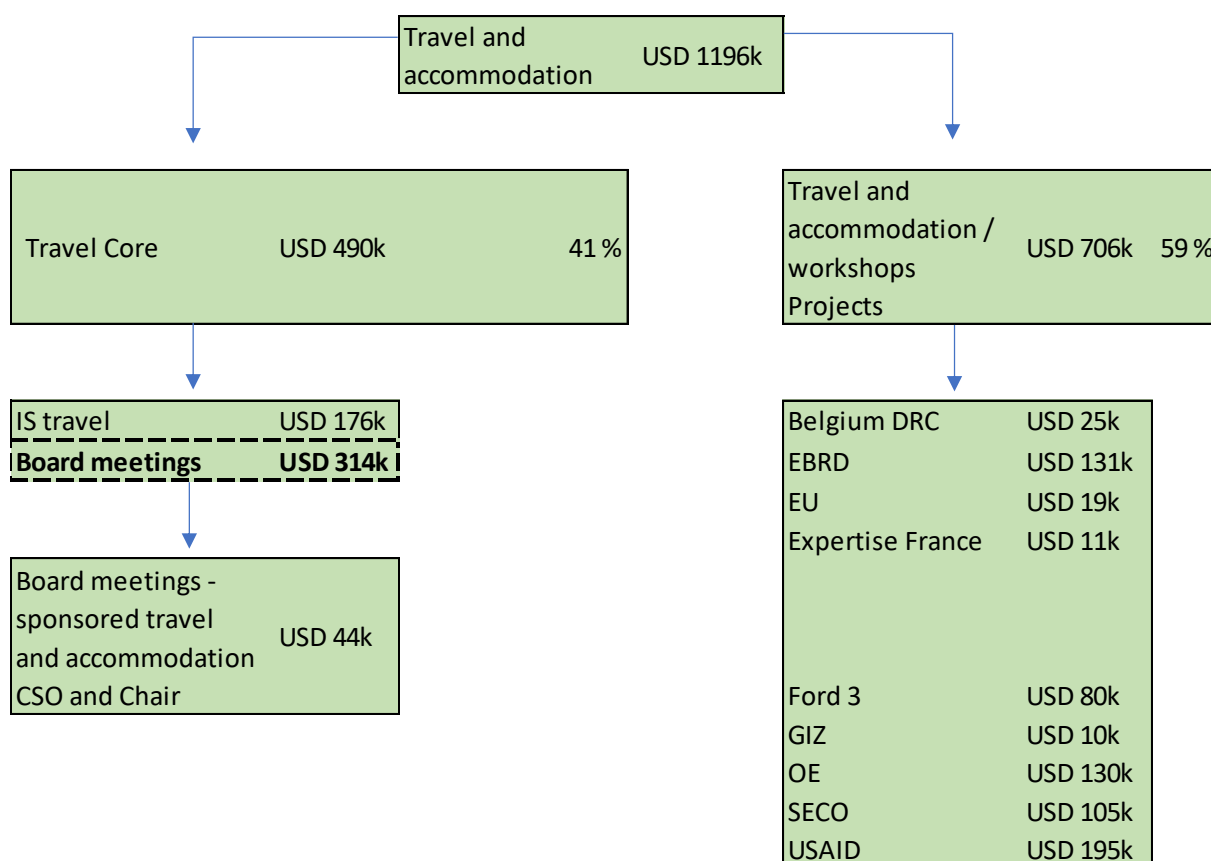 Travel and
accommodation USD 1196k
Travel Core USD 490k 41 %
Travel and
accommodation /
workshops
Projects USD 706k 59 %
IS travel USD 176k
Board meetings USD 314k
Board meetings -
sponsored travel
and accommodation
CSO and Chair USD 44k
Belgium DRC USD 25k
EBRD USD 131k
EU USD 19k
Expertise France USD 11k
Ford 3 USD 80k
GIZ USD 10k
OE USD 130k
SECO USD 105k
USAID USD 195k